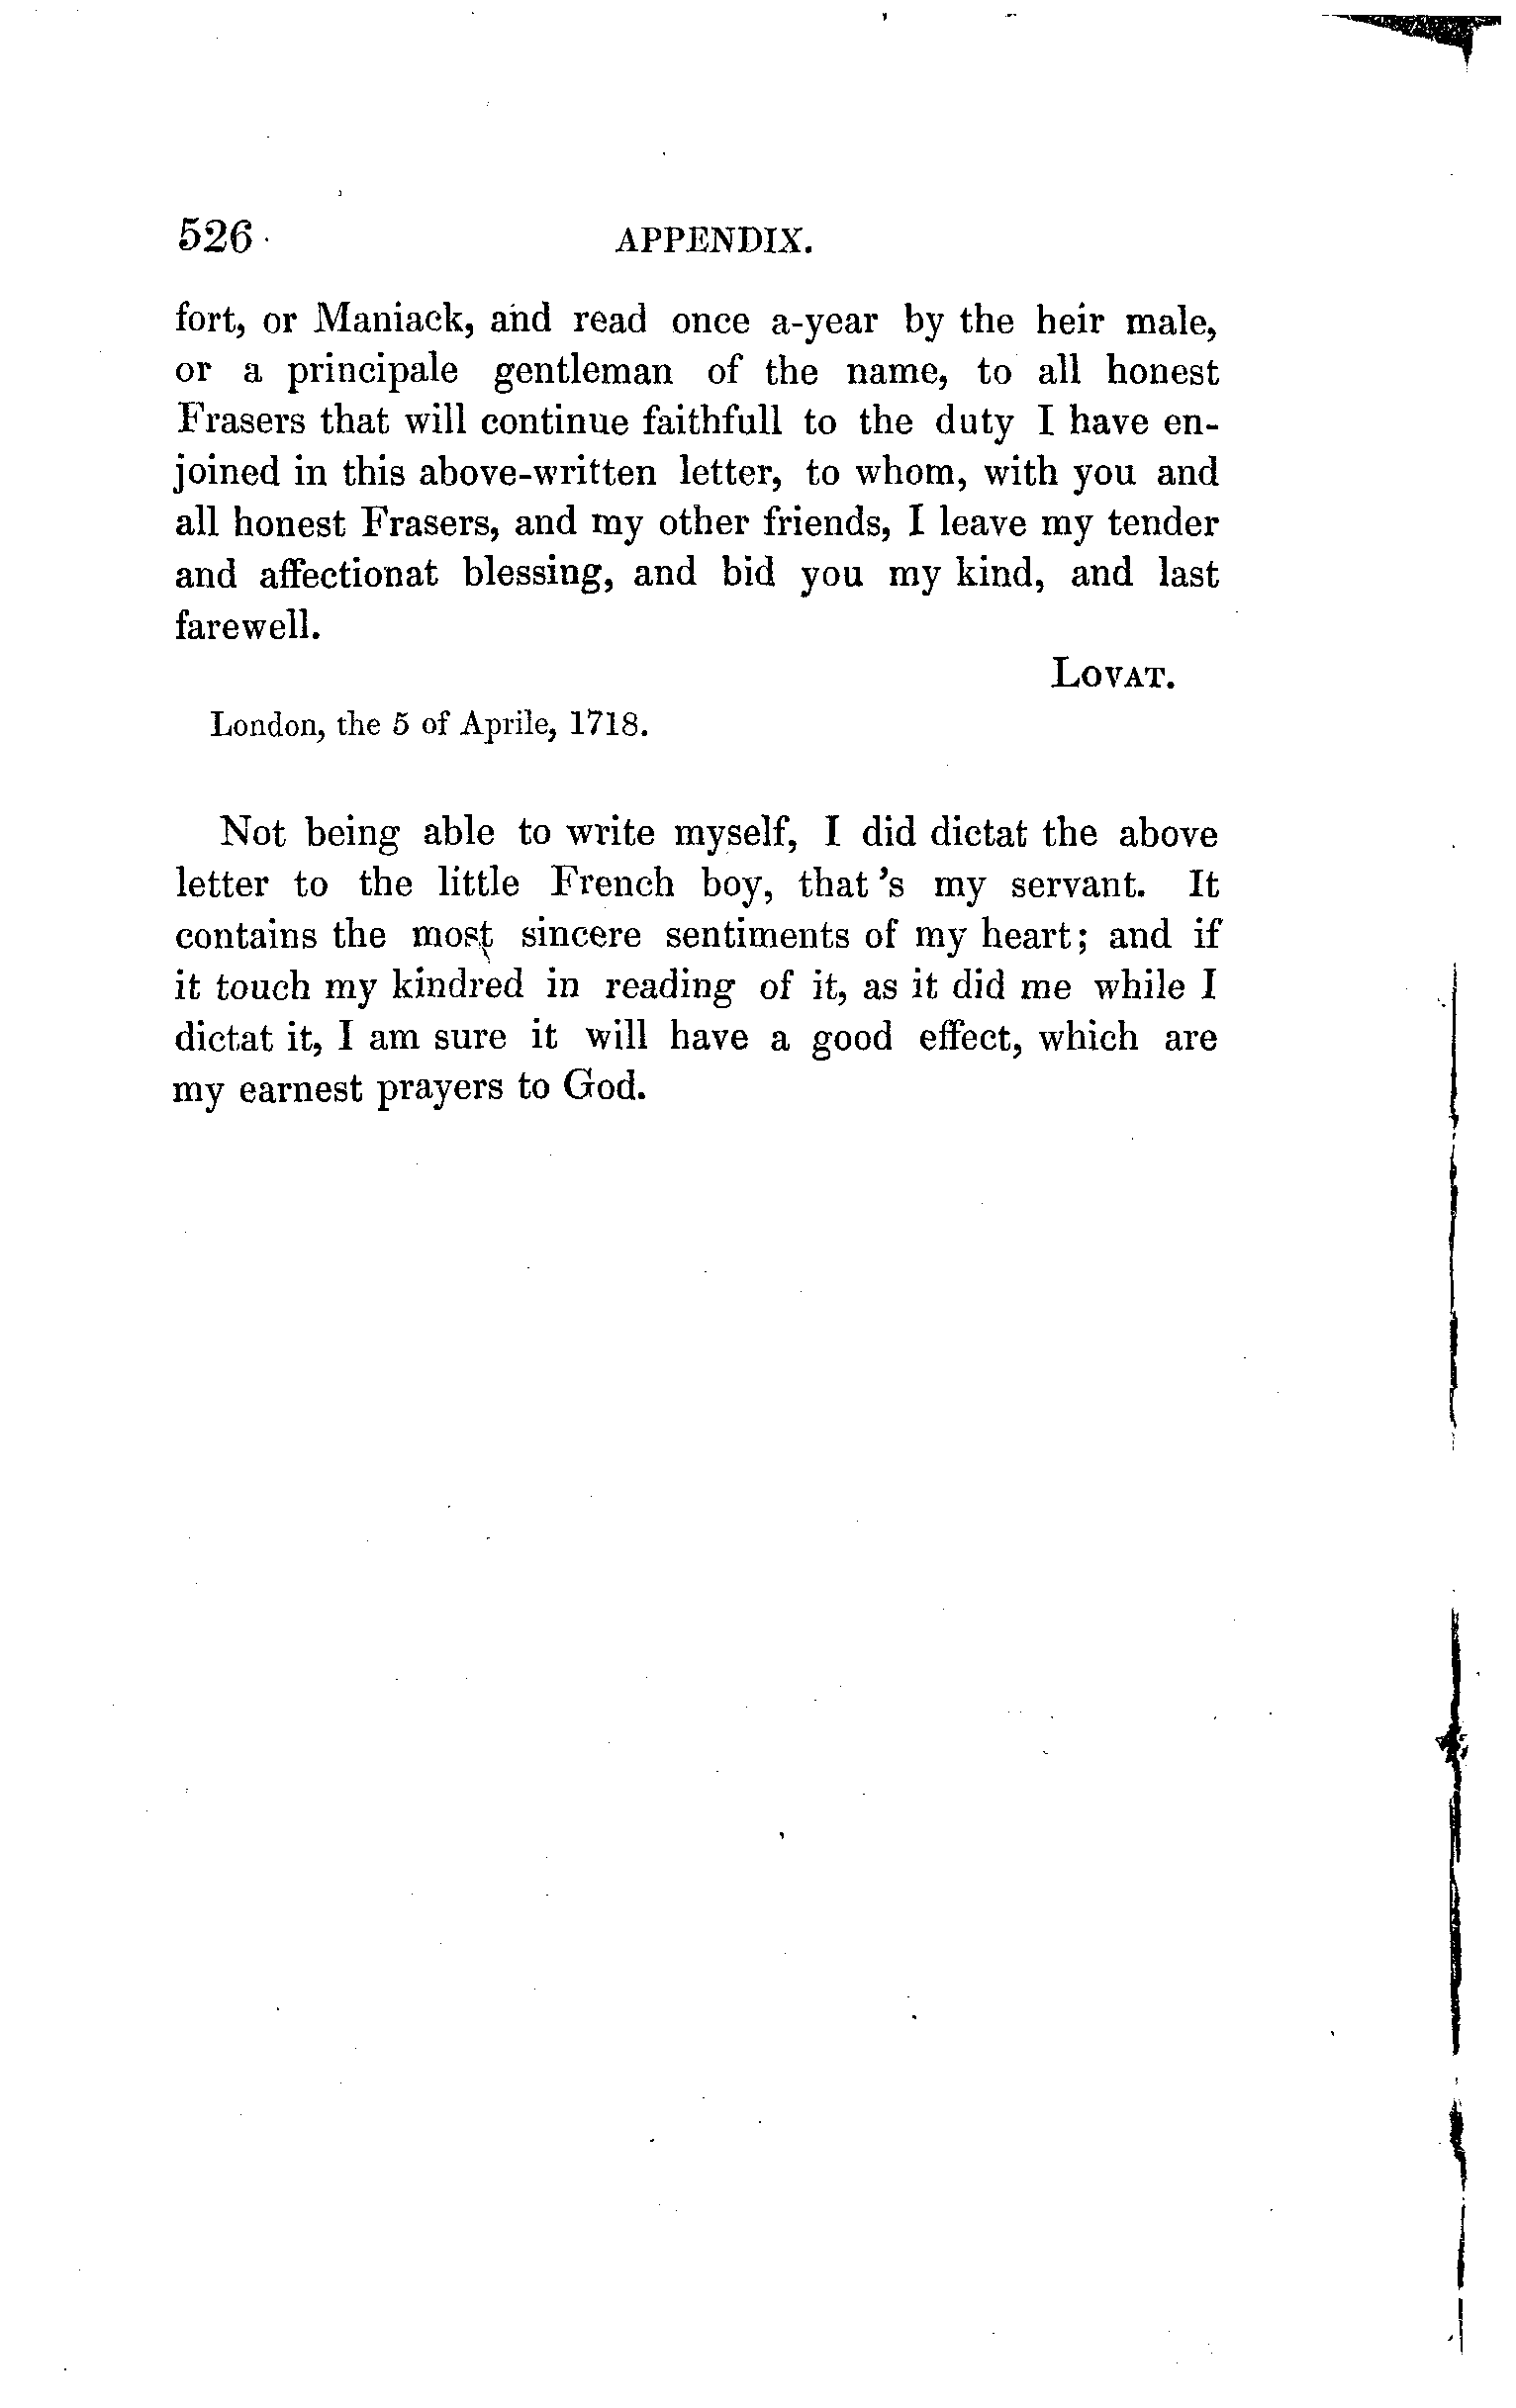 526 APPENDIX.
fort, or Maniack, and read once a-year by the heir male,
or a principale gentleman of the name, to all honest
Frasers that will continue faithfull to the duty I have en-
joined in this above-written letter, to whom, with you and
all honest Frasers, and my other friends, I leave my tender
and affectionat blessing, and bid you my kind, and last
farewell.
LOVAT.
London, the 5 of Aprile, 1718.
Not being able to write myself, I did dictat the above
letter to the little French boy, that 's my servant. It
contains the most sincere sentiments of my heart; and if
it touch my kindred in reading of it, as it did me while I
dictat it, I am sure it will have a good effect, which are
my earnest prayers to God.